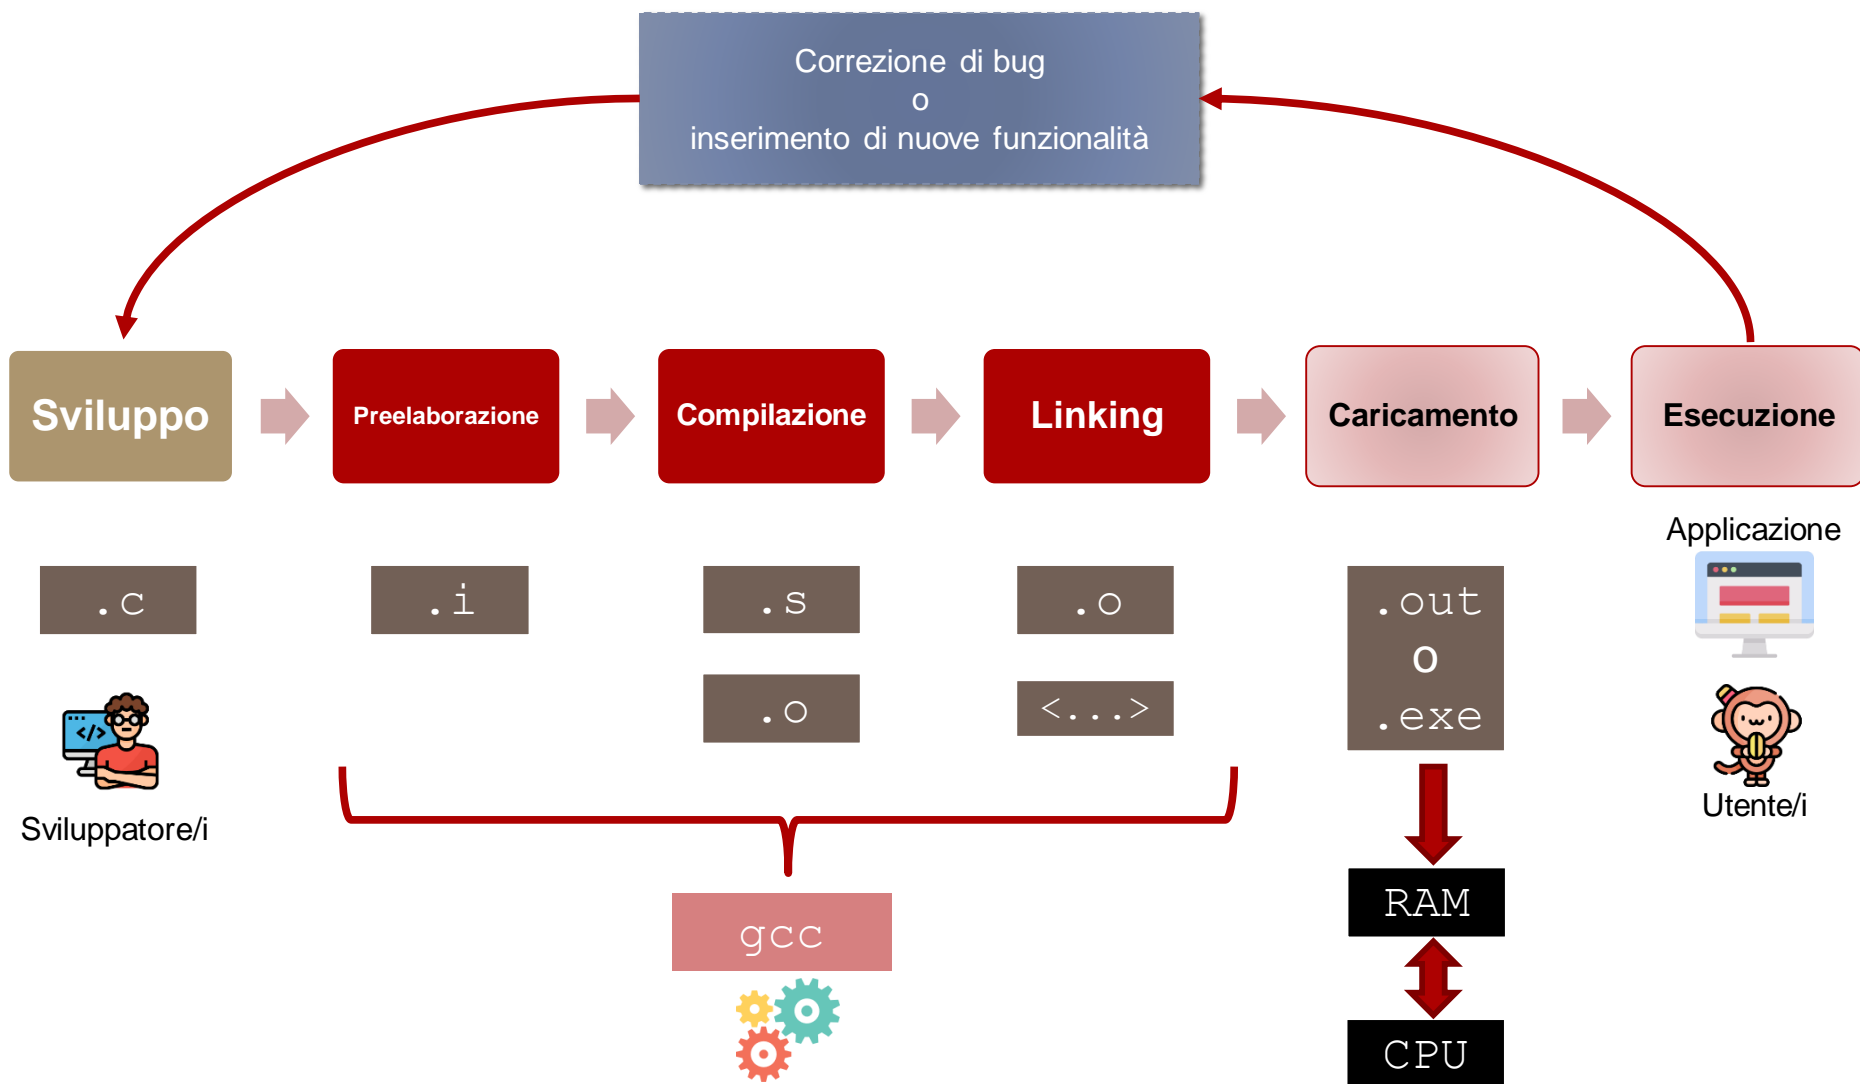 Correzione di bug
o
inserimento di nuove funzionalità
Sviluppo
Preelaborazione
Compilazione
Linking
Caricamento
Esecuzione
Applicazione
.c
.i
.s
.o
.out
o
.exe
.o
<...>
</>
Sviluppatore/i
Utente/i
gcc
RAM
CPU